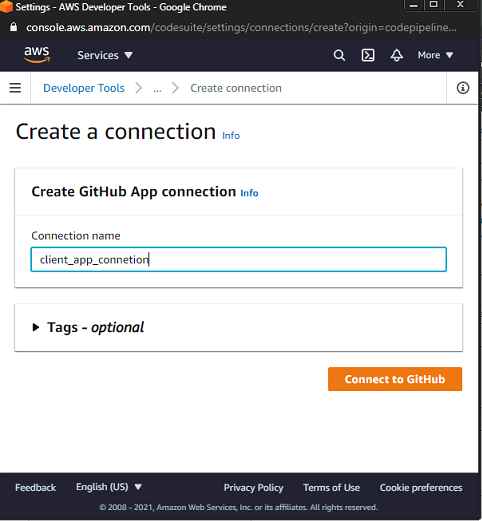 Settings - AWS Developer Tools - Google Chrome
console.aws.amazon.com/codesuite/settings/connections/create?origin=codepipeline...
aws Services More
Developer Tools ... Create connection
Create a connection Info
Create GitHub App connection Info
Connection name
client_app_connetion
Tags - optional
Connect to GitHub
Feedback English (US) Privacy Policy Terms of Use Cookie preferences
© 2008 - 2021, Amazon Web Services, Inc. or its affiliates. All rights reserved.